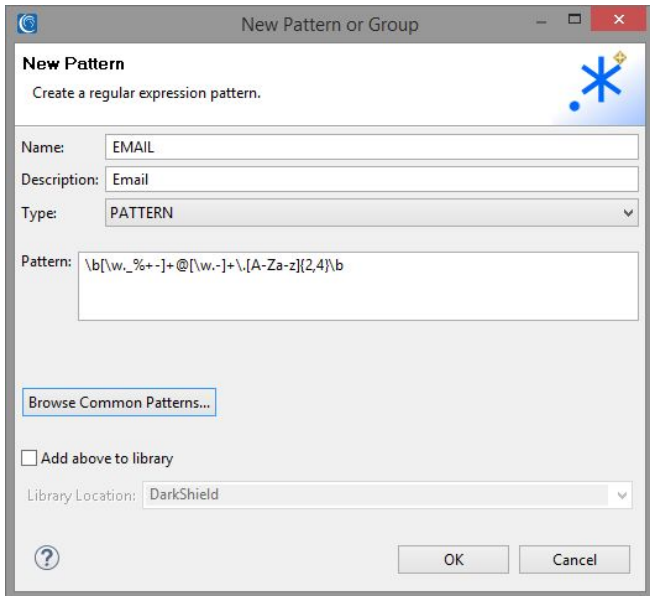 New Pattern or Group
New Pattern
Create a regular expression pattern.
Name: EMAIL
Description: Email
Type: PATTERN
Pattern: \b[\w._%+-]+@[\w.-]+\.[A-Za-z]{2,4}\b
Browse Common Patterns...
Add above to library
Library Location: DarkShield
OK Cancel